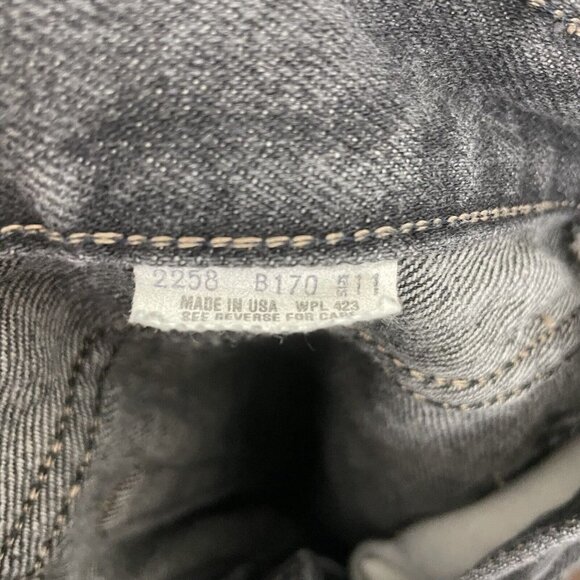 2258 B170 11
MADE IN USA WPL 423
SEE REVERSE FOR CARE